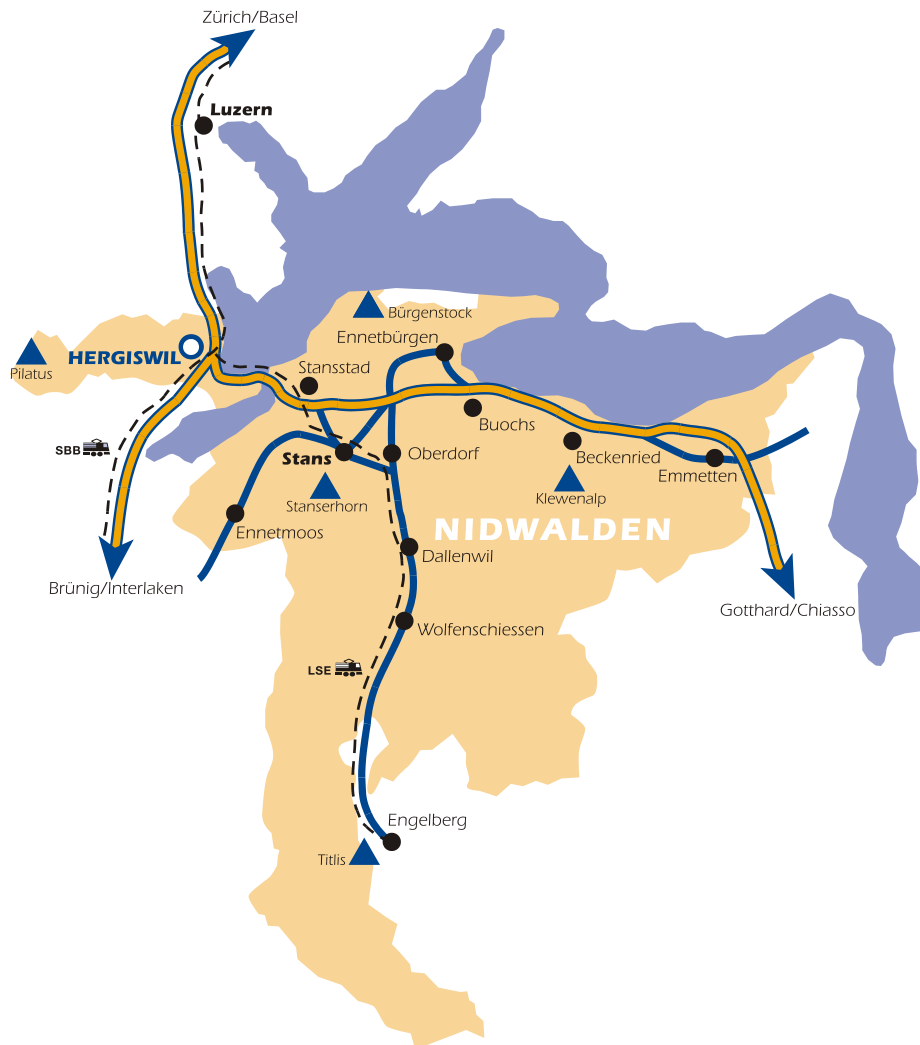 Zürich/Basel
Luzern
Bürgenstock
Ennetbürgen
HERGISWIL
Pilatus
Stansstad
Buochs
SBB
Stans
Oberdorf
Beckenried
Emmetten
Stanserhorn
Klewenalp
Ennetmoos
NIDWALDEN
Dallenwil
Brünig/Interlaken
Gotthard/Chiasso
Wolfenschiessen
LSE
Engelberg
Titlis